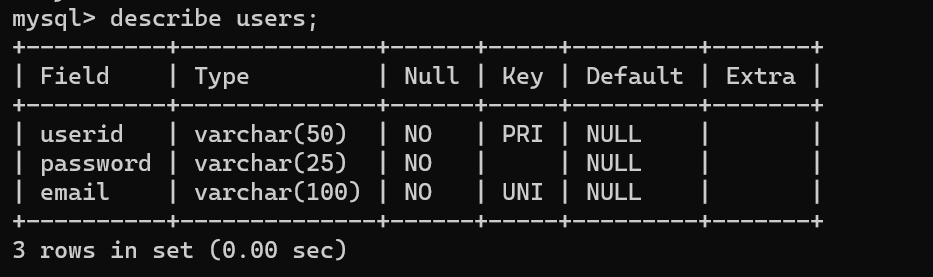 mysql> describe users;
+----------+--------------+------+-----+---------+-------+
| Field    | Type         | Null | Key | Default | Extra |
+----------+--------------+------+-----+---------+-------+
| userid   | varchar(50)  | NO   | PRI | NULL    |       |
| password | varchar(25)  | NO   |     | NULL    |       |
| email    | varchar(100) | NO   | UNI | NULL    |       |
+----------+--------------+------+-----+---------+-------+
3 rows in set (0.00 sec)